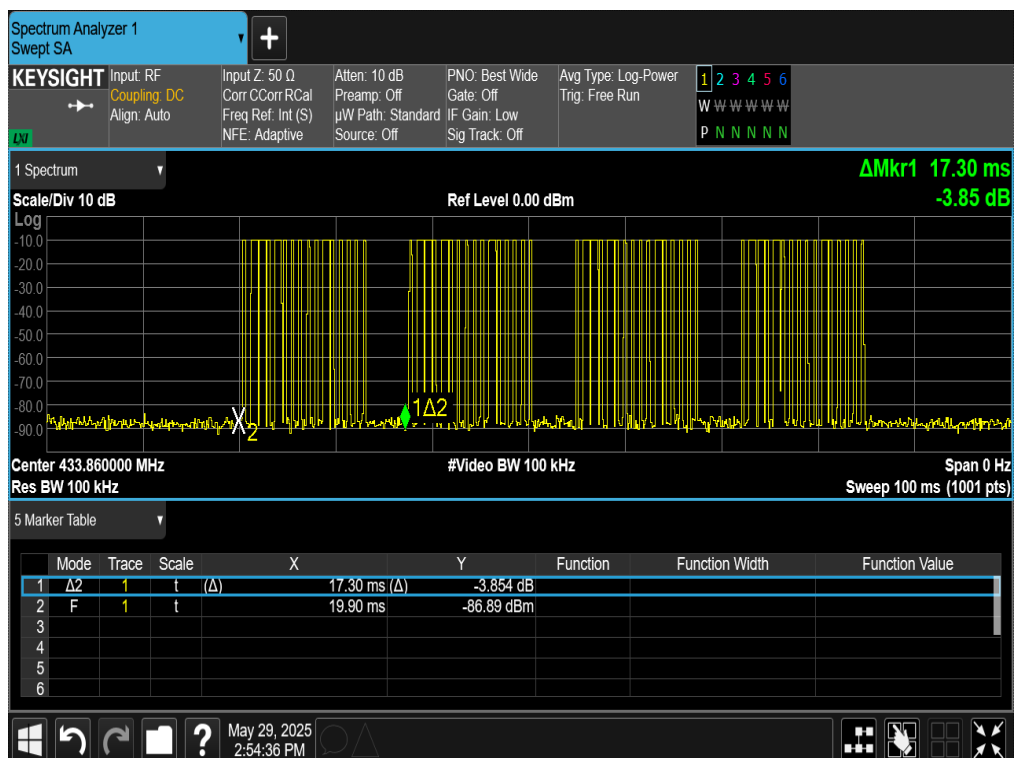 Spectrum Analyzer 1
Swept SA
KEYSIGHT
LXI
Input: RF
Coupling: DC
Align: Auto
Input Z: 50 Ω
Corr CCorr RCal
Freq Ref: Int (S)
NFE: Adaptive
Atten: 10 dB
Preamp: Off
µW Path: Standard
Source: Off
PNO: Best Wide
Gate: Off
IF Gain: Low
Sig Track: Off
Avg Type: Log-Power
Trig: Free Run
1 2 3 4 5 6
W W W W W W
P N N N N N
1 Spectrum
ΔMkr1 17.30 ms
-3.85 dB
Scale/Div 10 dB
Ref Level 0.00 dBm
Log
-10.0
-20.0
-30.0
-40.0
-50.0
-60.0
-70.0
-80.0
-90.0
1Δ2
X2
Center 433.860000 MHz
#Video BW 100 kHz
Span 0 Hz
Res BW 100 kHz
Sweep 100 ms (1001 pts)
5 Marker Table
Mode Trace Scale X Y Function Function Width Function Value
1 Δ2 1 t (Δ) 17.30 ms (Δ) -3.854 dB
2 F 1 t 19.90 ms -86.89 dBm
3
4
5
6
?
May 29, 2025
2:54:36 PM